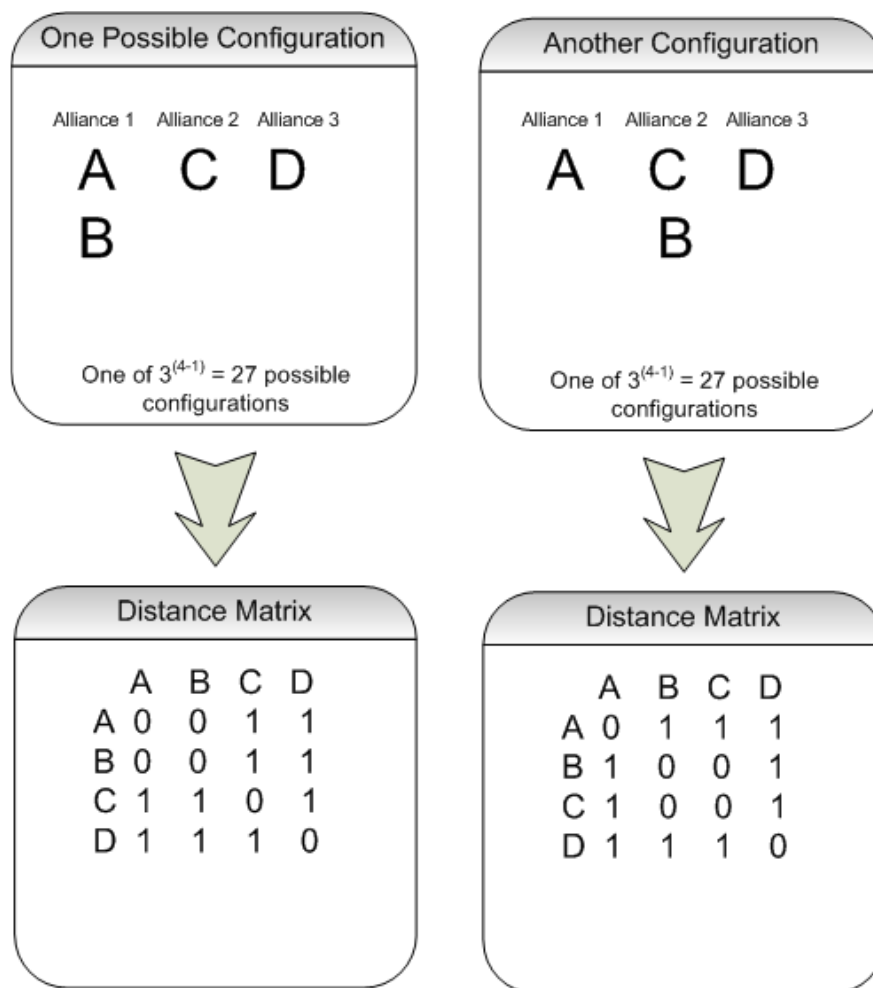 One Possible Configuration
Alliance 1 Alliance 2 Alliance 3
A C D
B
One of 3^(4-1) = 27 possible
configurations
Distance Matrix
A B C D
A 0 0 1 1
B 0 0 1 1
C 1 1 0 1
D 1 1 1 0
Another Configuration
Alliance 1 Alliance 2 Alliance 3
A C D
B
One of 3^(4-1) = 27 possible
configurations
Distance Matrix
A B C D
A 0 1 1 1
B 1 0 0 1
C 1 0 0 1
D 1 1 1 0